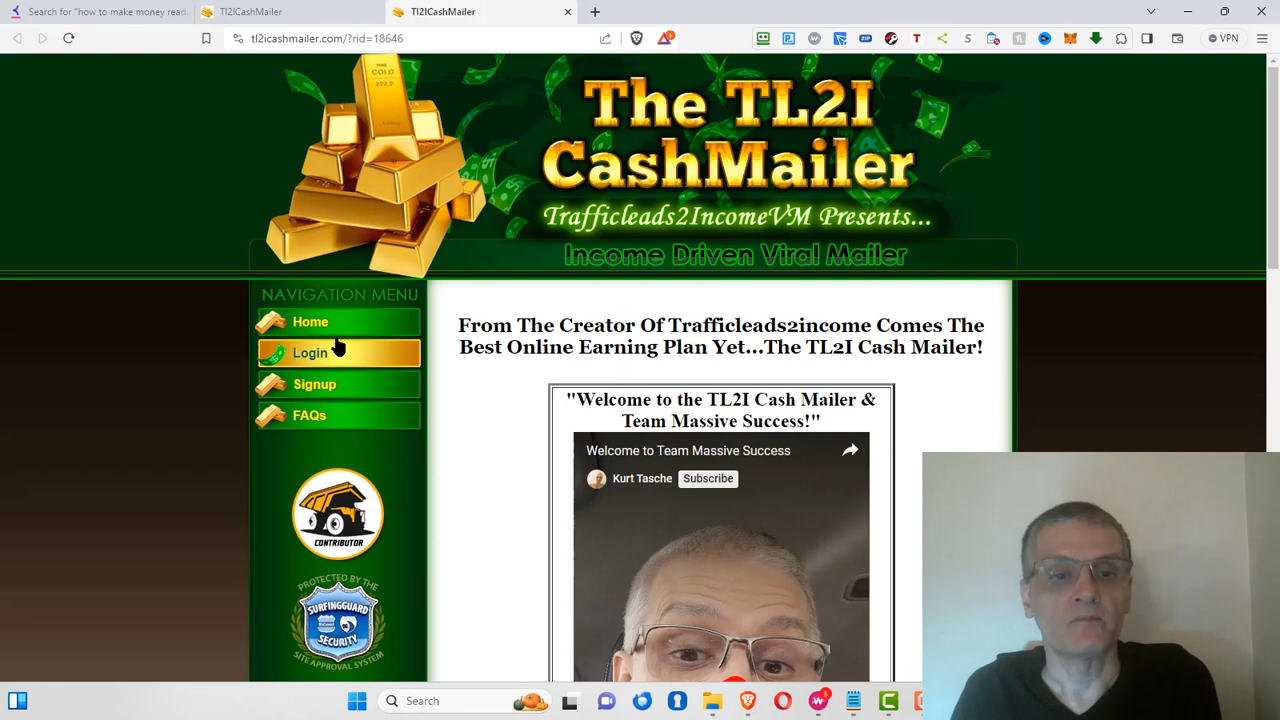 Search for "how to make money readi
Tl2ICashMailer
Tl2ICashMailer
tl2icashmailer.com/?rid=18646
VPN
The TL2I
CashMailer
Trafficleads2IncomeVM Presents...
Income Driven Viral Mailer
NAVIGATION MENU
Home
Login
Signup
FAQs
CONTRIBUTOR
PROTECTED BY THE
SURFINGGUARD
SECURITY
SITE APPROVAL SYSTEM
From The Creator Of Trafficleads2income Comes The
Best Online Earning Plan Yet...The TL2I Cash Mailer!
"Welcome to the TL2I Cash Mailer &
Team Massive Success!"
Welcome to Team Massive Success
Kurt Tasche
Subscribe
Search